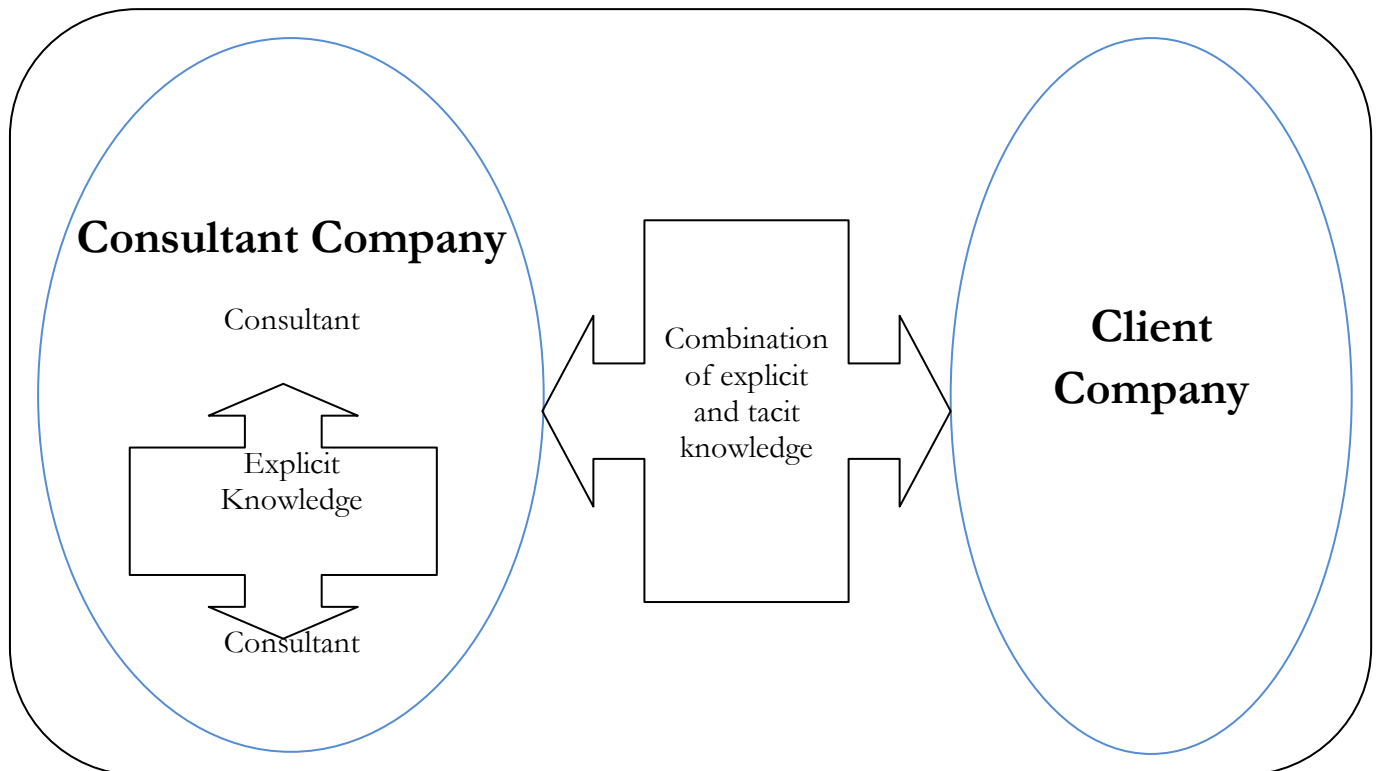 Consultant Company
Consultant
Explicit
Knowledge
Consultant
Combination
of explicit
and tacit
knowledge
Client
Company